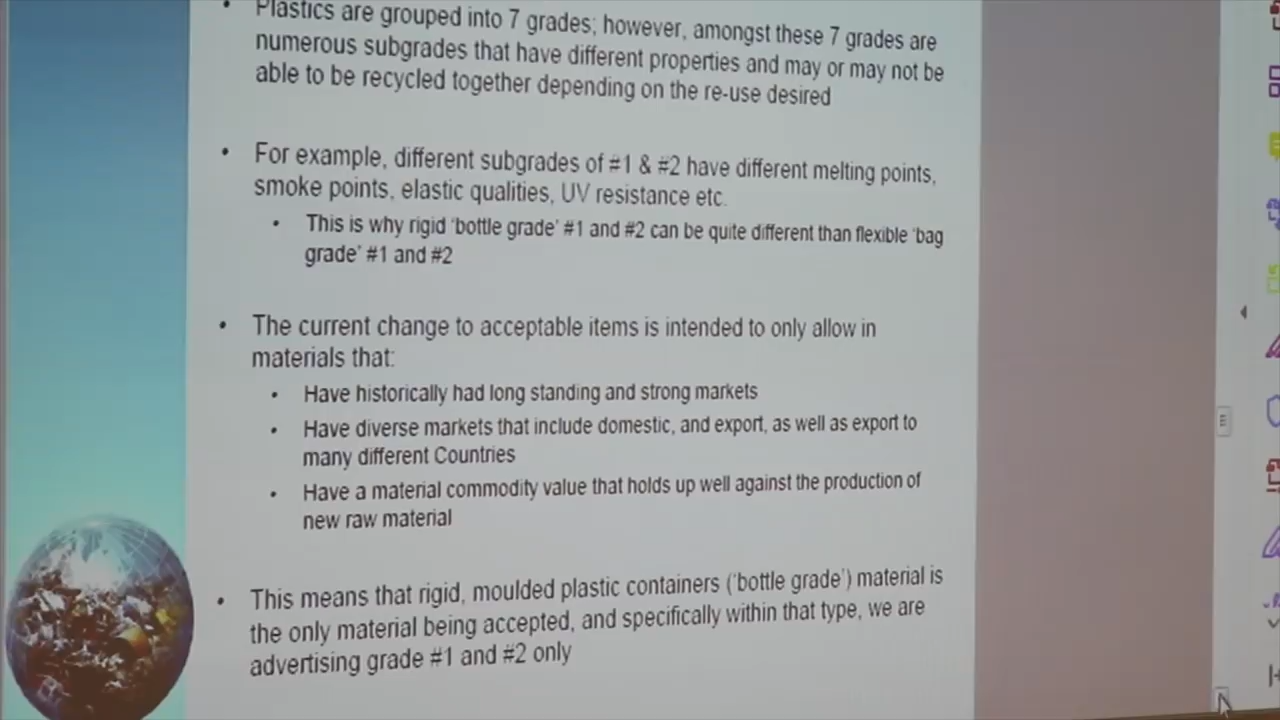 • Plastics are grouped into 7 grades; however, amongst these 7 grades are
numerous subgrades that have different properties and may or may not be
able to be recycled together depending on the re-use desired
• For example, different subgrades of #1 & #2 have different melting points,
smoke points, elastic qualities, UV resistance etc.
• This is why rigid ‘bottle grade’ #1 and #2 can be quite different than flexible ‘bag
grade’ #1 and #2
• The current change to acceptable items is intended to only allow in
materials that:
• Have historically had long standing and strong markets
• Have diverse markets that include domestic, and export, as well as export to
many different Countries
• Have a material commodity value that holds up well against the production of
new raw material
• This means that rigid, moulded plastic containers (‘bottle grade’) material is
the only material being accepted, and specifically within that type, we are
advertising grade #1 and #2 only